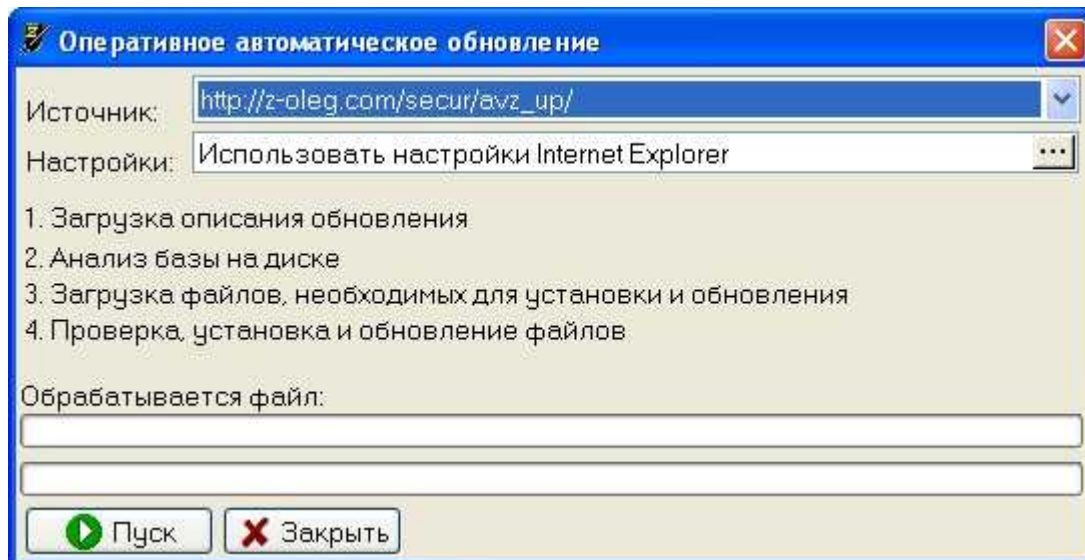 Оперативное автоматическое обновление
Источник: http://z-oleg.com/secur/avz_up/
Настройки: Использовать настройки Internet Explorer ...
1. Загрузка описания обновления
2. Анализ базы на диске
3. Загрузка файлов, необходимых для установки и обновления
4. Проверка, установка и обновление файлов
Обрабатывается файл:
Пуск Закрыть